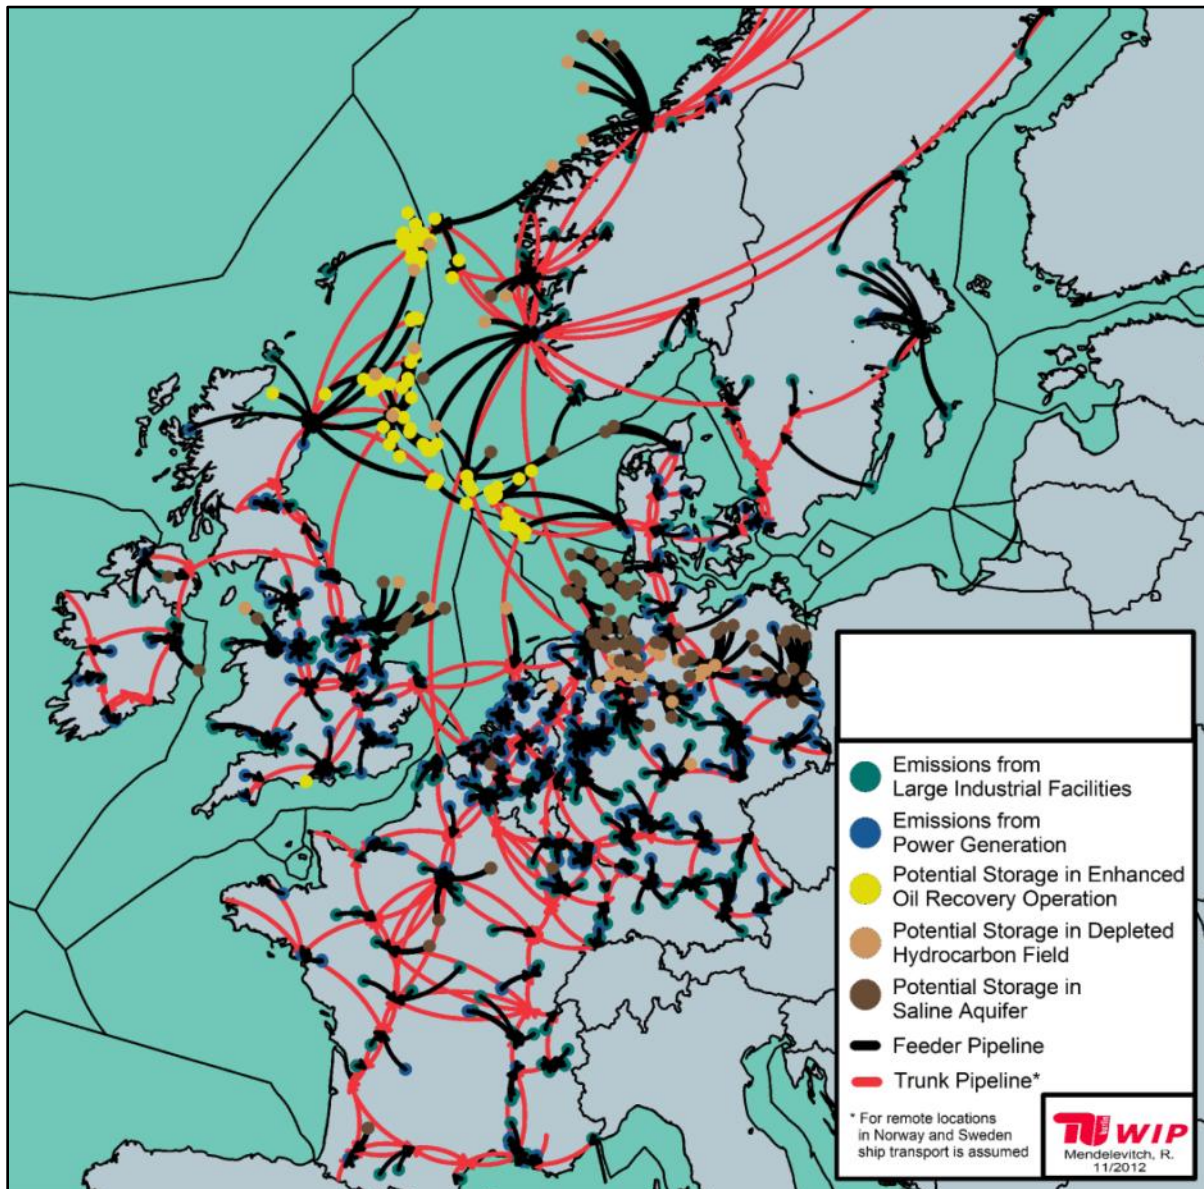 Emissions from
Large Industrial Facilities
Emissions from
Power Generation
Potential Storage in Enhanced
Oil Recovery Operation
Potential Storage in Depleted
Hydrocarbon Field
Potential Storage in
Saline Aquifer
Feeder Pipeline
Trunk Pipeline*
* For remote locations
in Norway and Sweden
ship transport is assumed
WIP
Mendelevitch, R.
11/2012